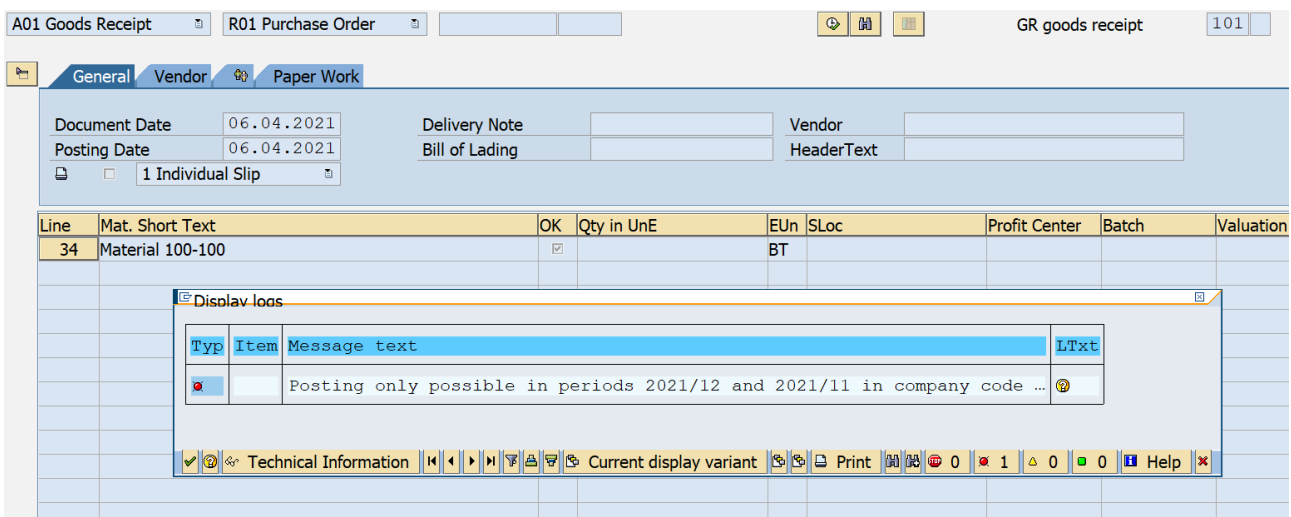 A01 Goods Receipt R01 Purchase Order GR goods receipt 101
General Vendor Paper Work
Document Date 06.04.2021 Delivery Note Vendor
Posting Date 06.04.2021 Bill of Lading HeaderText
1 Individual Slip
Line Mat. Short Text OK Qty in UnE EUn SLoc Profit Center Batch Valuation
34 Material 100-100 BT
Display logs
Typ Item Message text LTxt
Posting only possible in periods 2021/12 and 2021/11 in company code …
Technical Information Current display variant Print STOP 0 1 0 0 Help